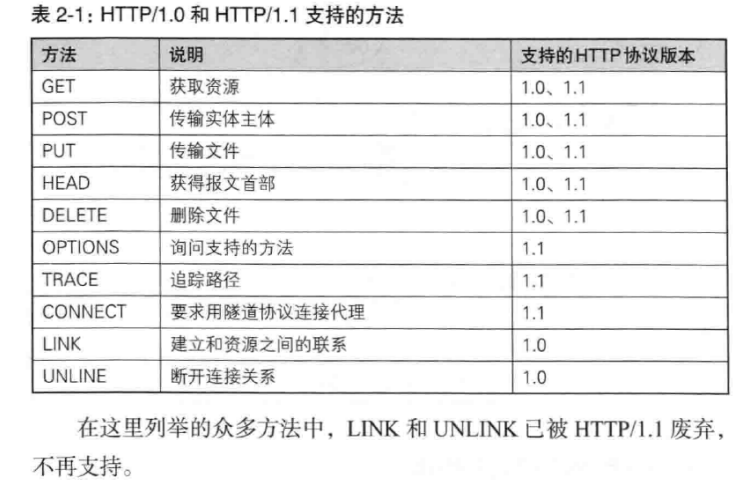 表 2-1：HTTP/1.0 和 HTTP/1.1 支持的方法
方法 说明 支持的HTTP协议版本
GET 获取资源 1.0、1.1
POST 传输实体主体 1.0、1.1
PUT 传输文件 1.0、1.1
HEAD 获得报文首部 1.0、1.1
DELETE 删除文件 1.0、1.1
OPTIONS 询问支持的方法 1.1
TRACE 追踪路径 1.1
CONNECT 要求用隧道协议连接代理 1.1
LINK 建立和资源之间的联系 1.0
UNLINE 断开连接关系 1.0
在这里列举的众多方法中，LINK 和 UNLINK 已被 HTTP/1.1 废弃，
不再支持。